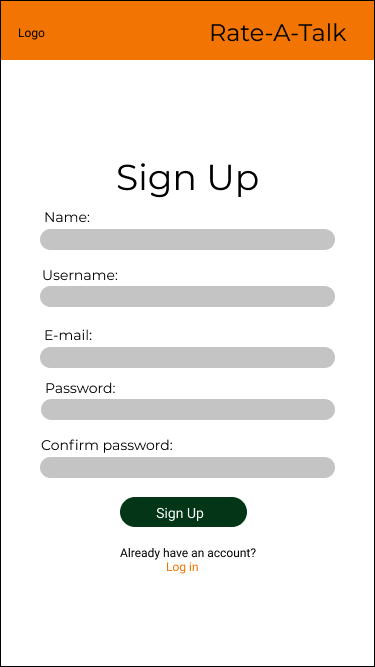 Logo
Rate-A-Talk
Sign Up
Name:
Username:
E-mail:
Password:
Confirm password:
Sign Up
Already have an account?
Log in